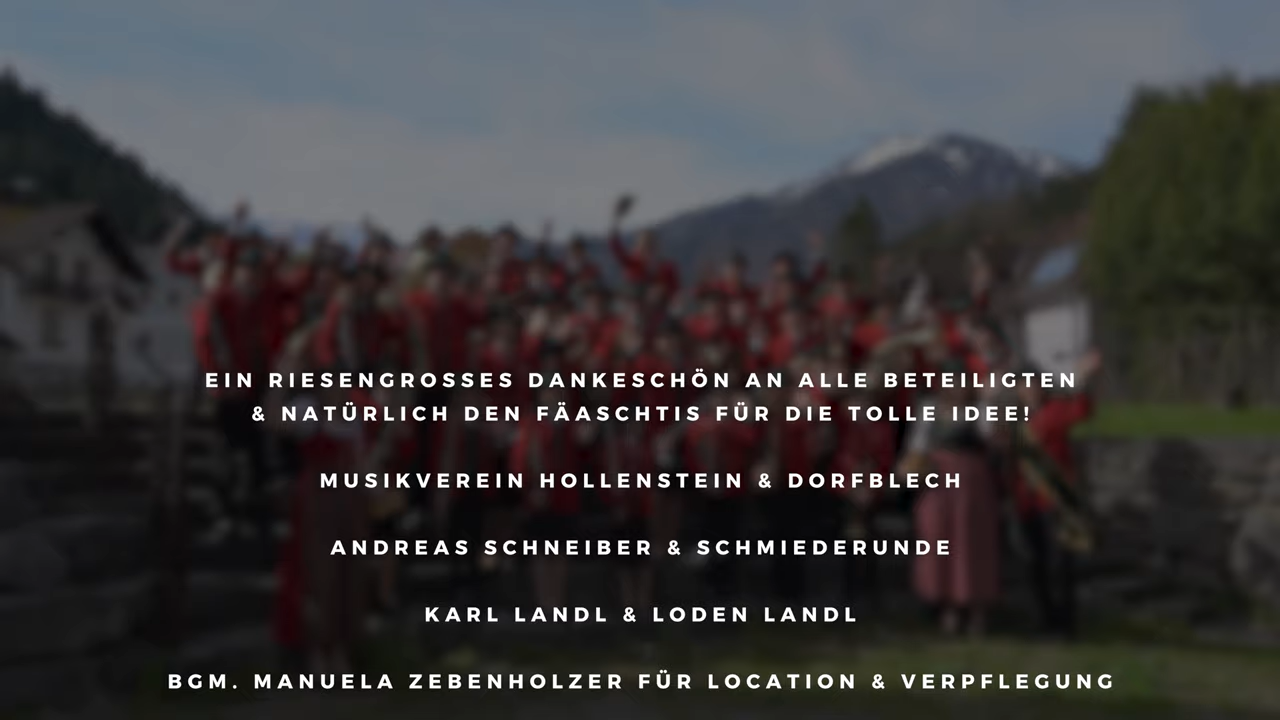 EIN RIESENGROSSES DANKESCHÖN AN ALLE BETEILIGTEN
& NATÜRLICH DEN FÄASCHTIS FÜR DIE TOLLE IDEE!
MUSIKVEREIN HOLLENSTEIN & DORFBLECH
ANDREAS SCHNEIBER & SCHMIEDERUNDE
KARL LANDL & LODEN LANDL
BGM. MANUELA ZEBENHOLZER FÜR LOCATION & VERPFLEGUNG